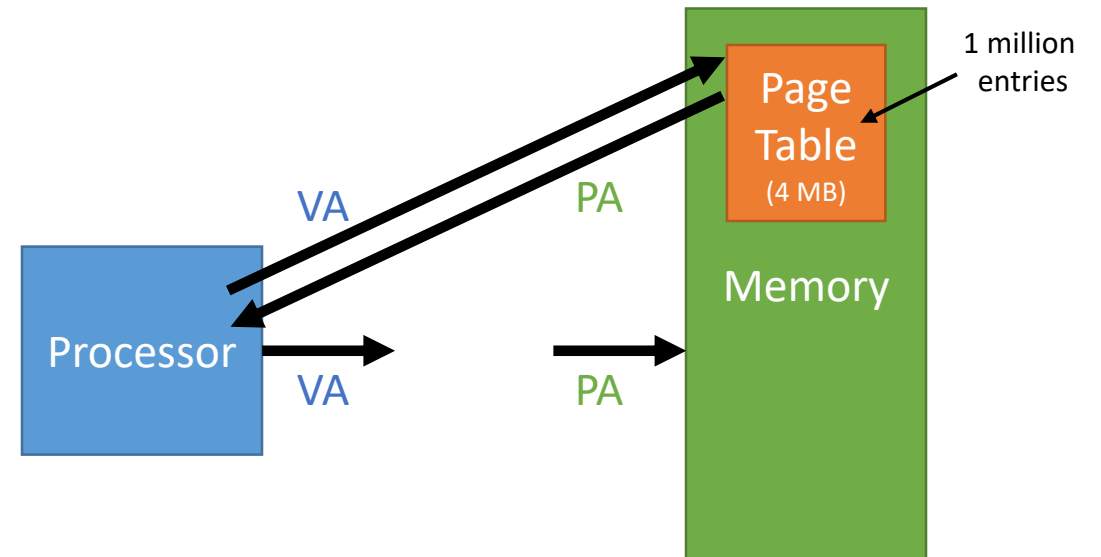 1 million
entries
Page
Table
(4 MB)
VA
PA
Memory
Processor
VA
PA